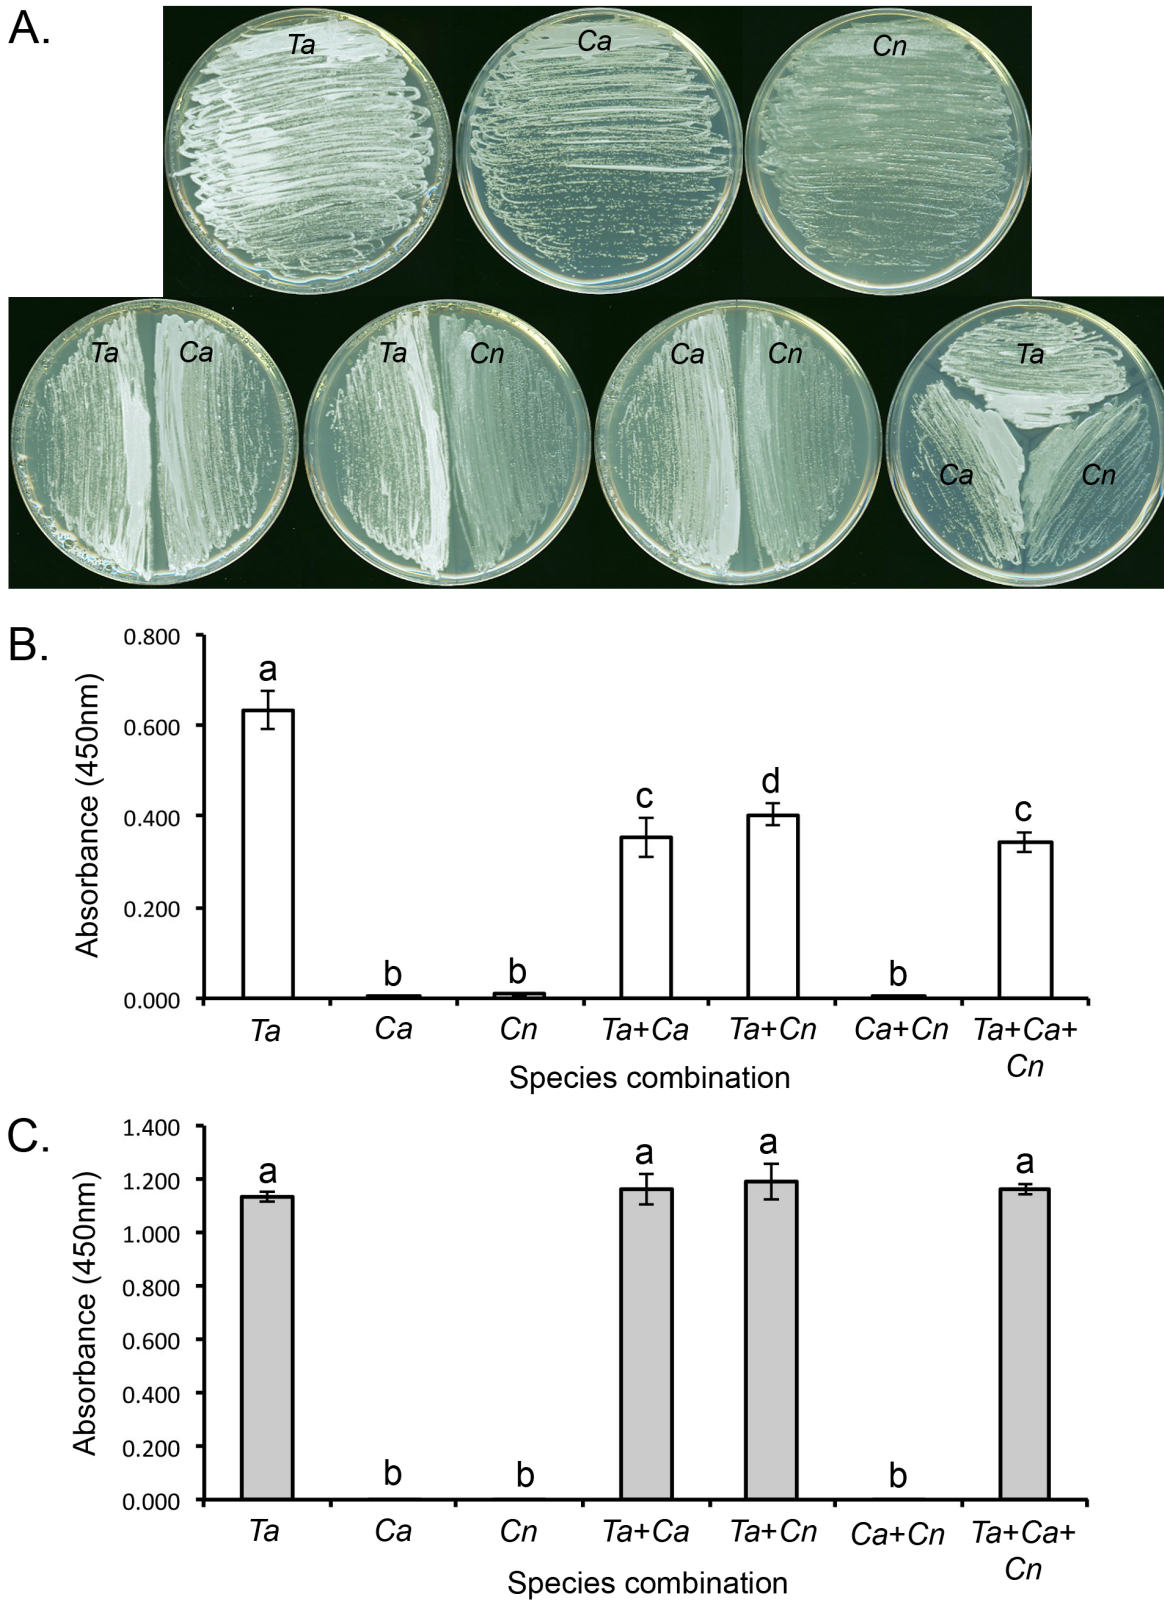 A.
Ta
Ca
Cn
Ta
Ca
Ta
Cn
Ca
Cn
Ta
Ca
Cn
B.
Absorbance (450nm)
0.800
0.600
0.400
0.200
0.000
a
b
b
c
d
b
c
Ta
Ca
Cn
Ta+Ca
Ta+Cn
Ca+Cn
Ta+Ca+
Cn
Species combination
C.
Absorbance (450nm)
1.400
1.200
1.000
0.800
0.600
0.400
0.200
0.000
a
b
b
a
a
b
a
Ta
Ca
Cn
Ta+Ca
Ta+Cn
Ca+Cn
Ta+Ca+
Cn
Species combination